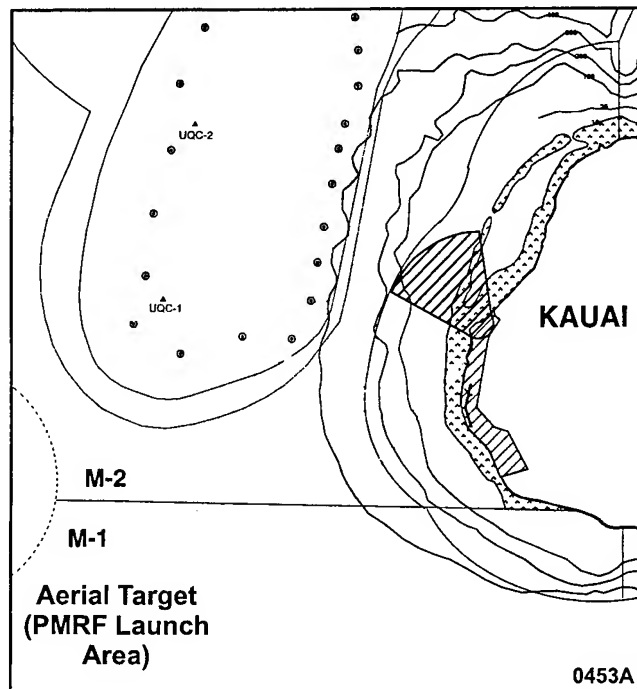 UQC-2
UQC-1
KAUAI
M-2
M-1
Aerial Target
(PMRF Launch
Area)
0453A